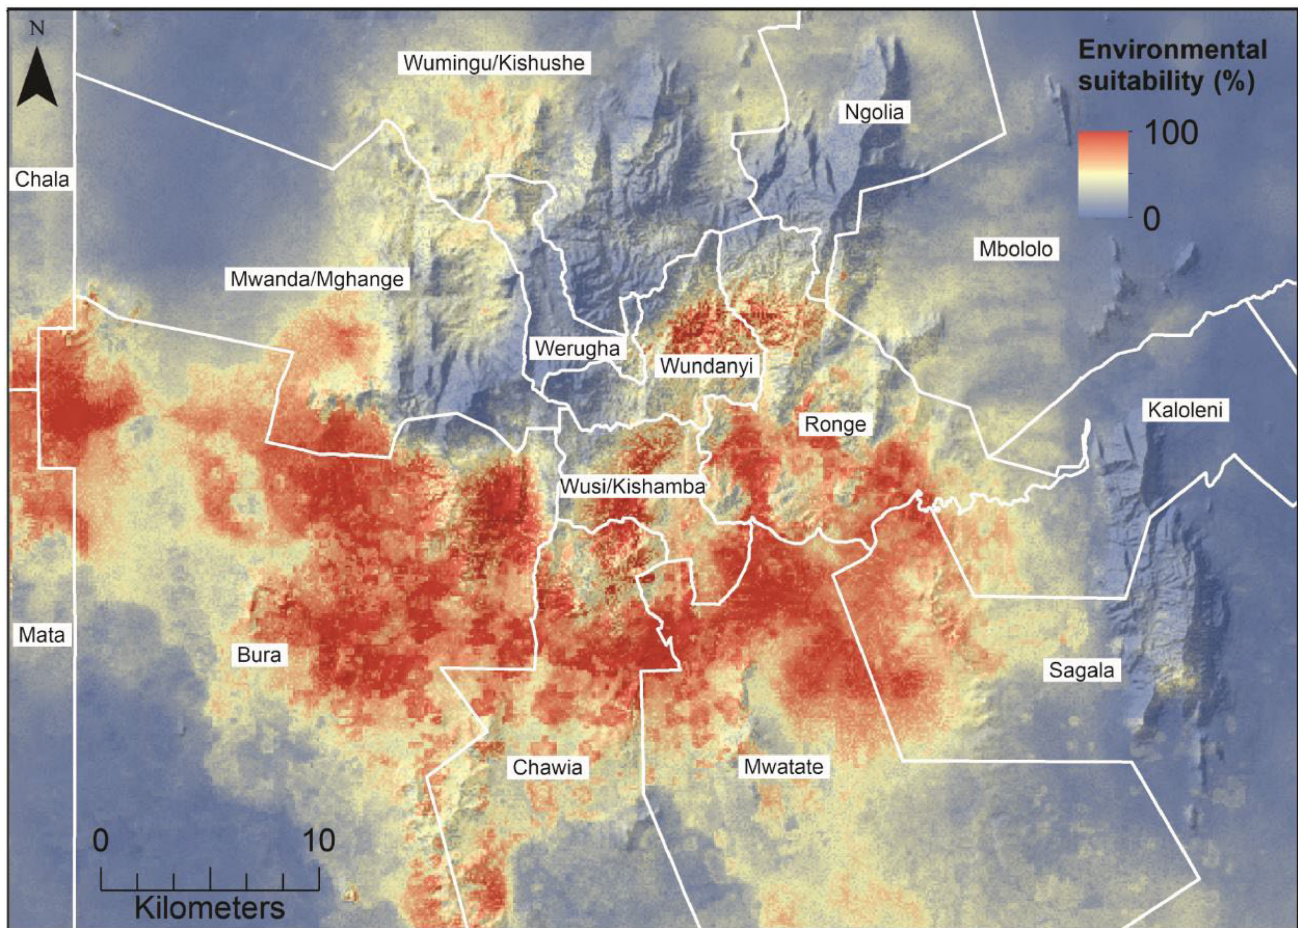 N
Wumingu/Kishushe
Environmental
suitability (%)
100
0
Ngolia
Chala
Mbololo
Mwanda/Mghange
Werugha
Wundanyi
Kaloleni
Ronge
Wusi/Kishamba
Mata
Bura
Sagala
Chawia
Mwatate
0 10
Kilometers